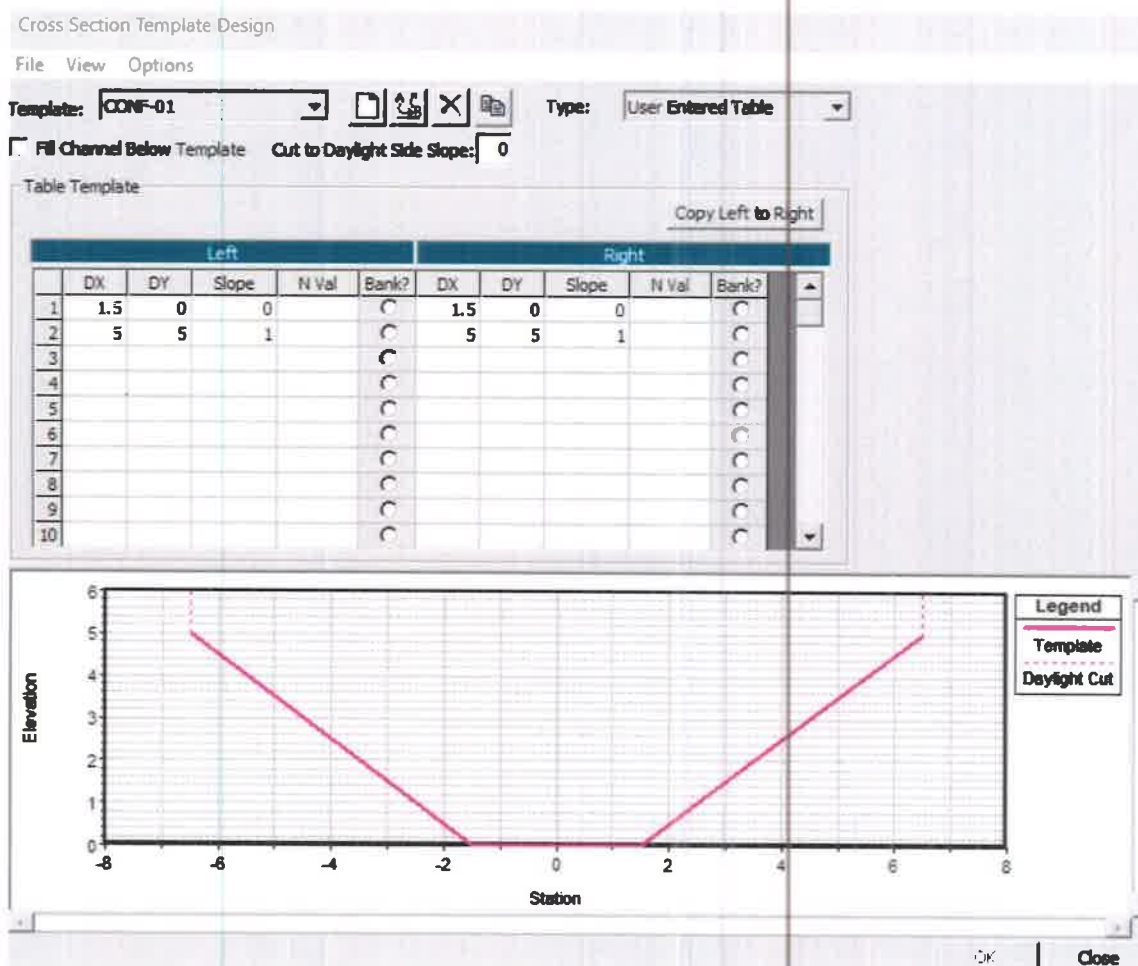 Cross Section Template Design
File View Options
Template: CONF-01 Type: User Entered Table
Fill Channel Below Template Cut to Daylight Side Slope: 0
Table Template
Copy Left to Right
Left Right
DX DY Slope N Val Bank? DX DY Slope N Val Bank?
1 1.5 0 0 1.5 0 0
2 5 5 1 5 5 1
3
4
5
6
7
8
9
10
6
5
4
3
2
1
0
Elevation
-8 -6 -4 -2 0 2 4 6 8
Station
Legend
Template
Daylight Cut
OK Close